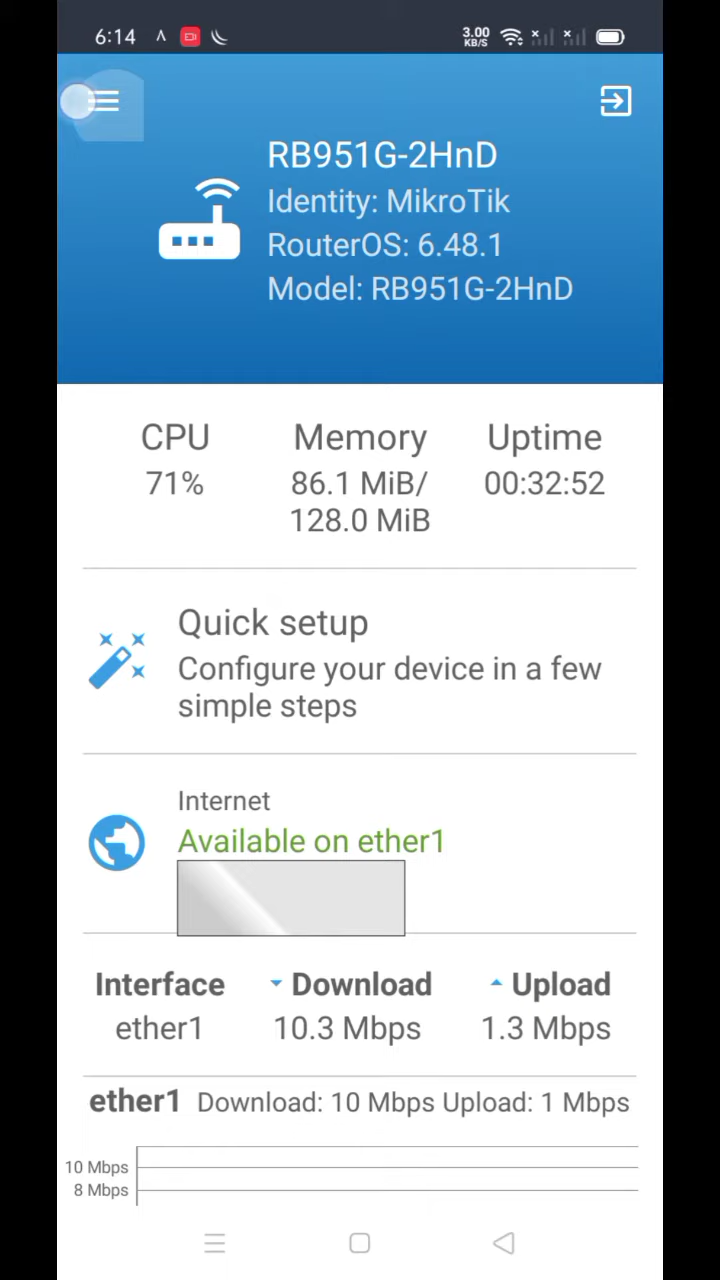 6:14
3.00
KB/S
RB951G-2HnD
Identity: MikroTik
RouterOS: 6.48.1
Model: RB951G-2HnD
CPU Memory Uptime
71% 86.1 MiB/ 00:32:52
128.0 MiB
Quick setup
Configure your device in a few
simple steps
Internet
Available on ether1
Interface Download Upload
ether1 10.3 Mbps 1.3 Mbps
ether1 Download: 10 Mbps Upload: 1 Mbps
10 Mbps
8 Mbps